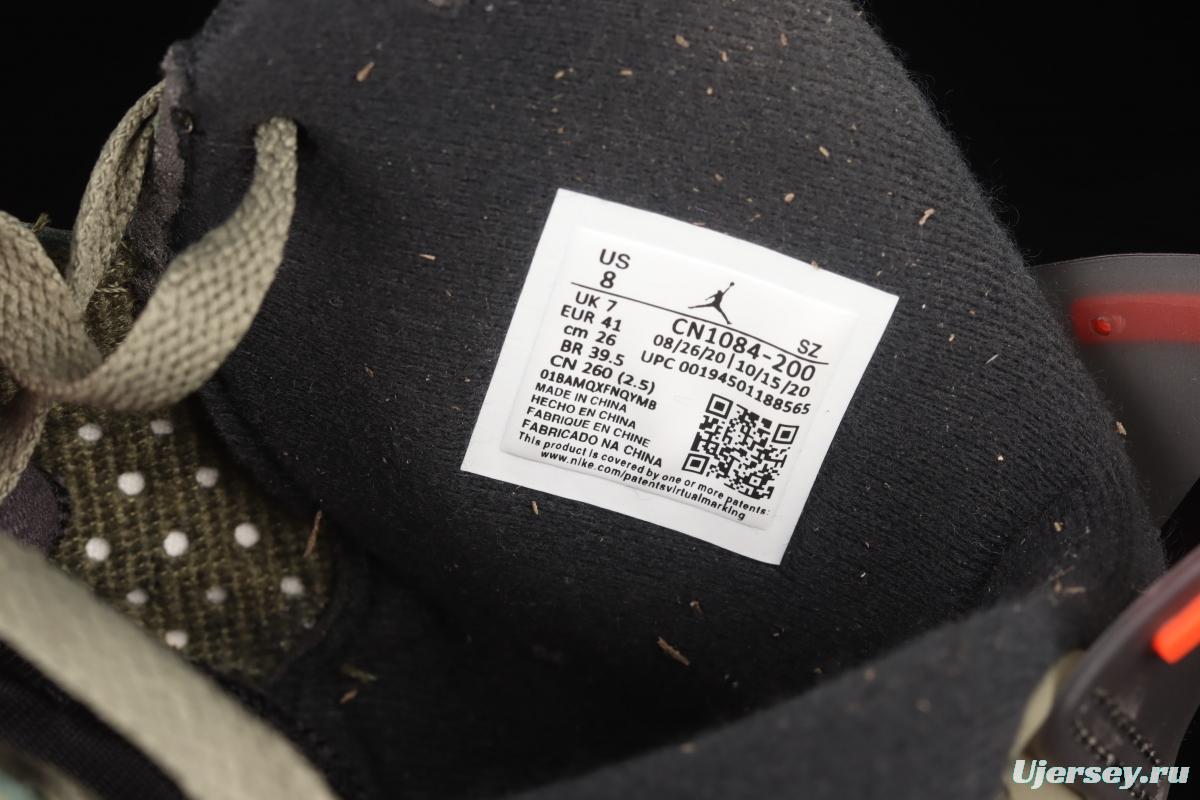 US
8
SZ
UK 7
EUR 41
cm 26
BR 39.5
CN 260 (2.5)
CN1084-200
08/26/20|10/15/20
UPC 00194501188565
01BAMQXFNQYMB
MADE IN CHINA
HECHO EN CHINA
FABRIQUE EN CHINE
FABRICADO NA CHINA
This product is covered by one or more patents:
www.nike.com/patentsvirtualmarking
Ujersey.ru